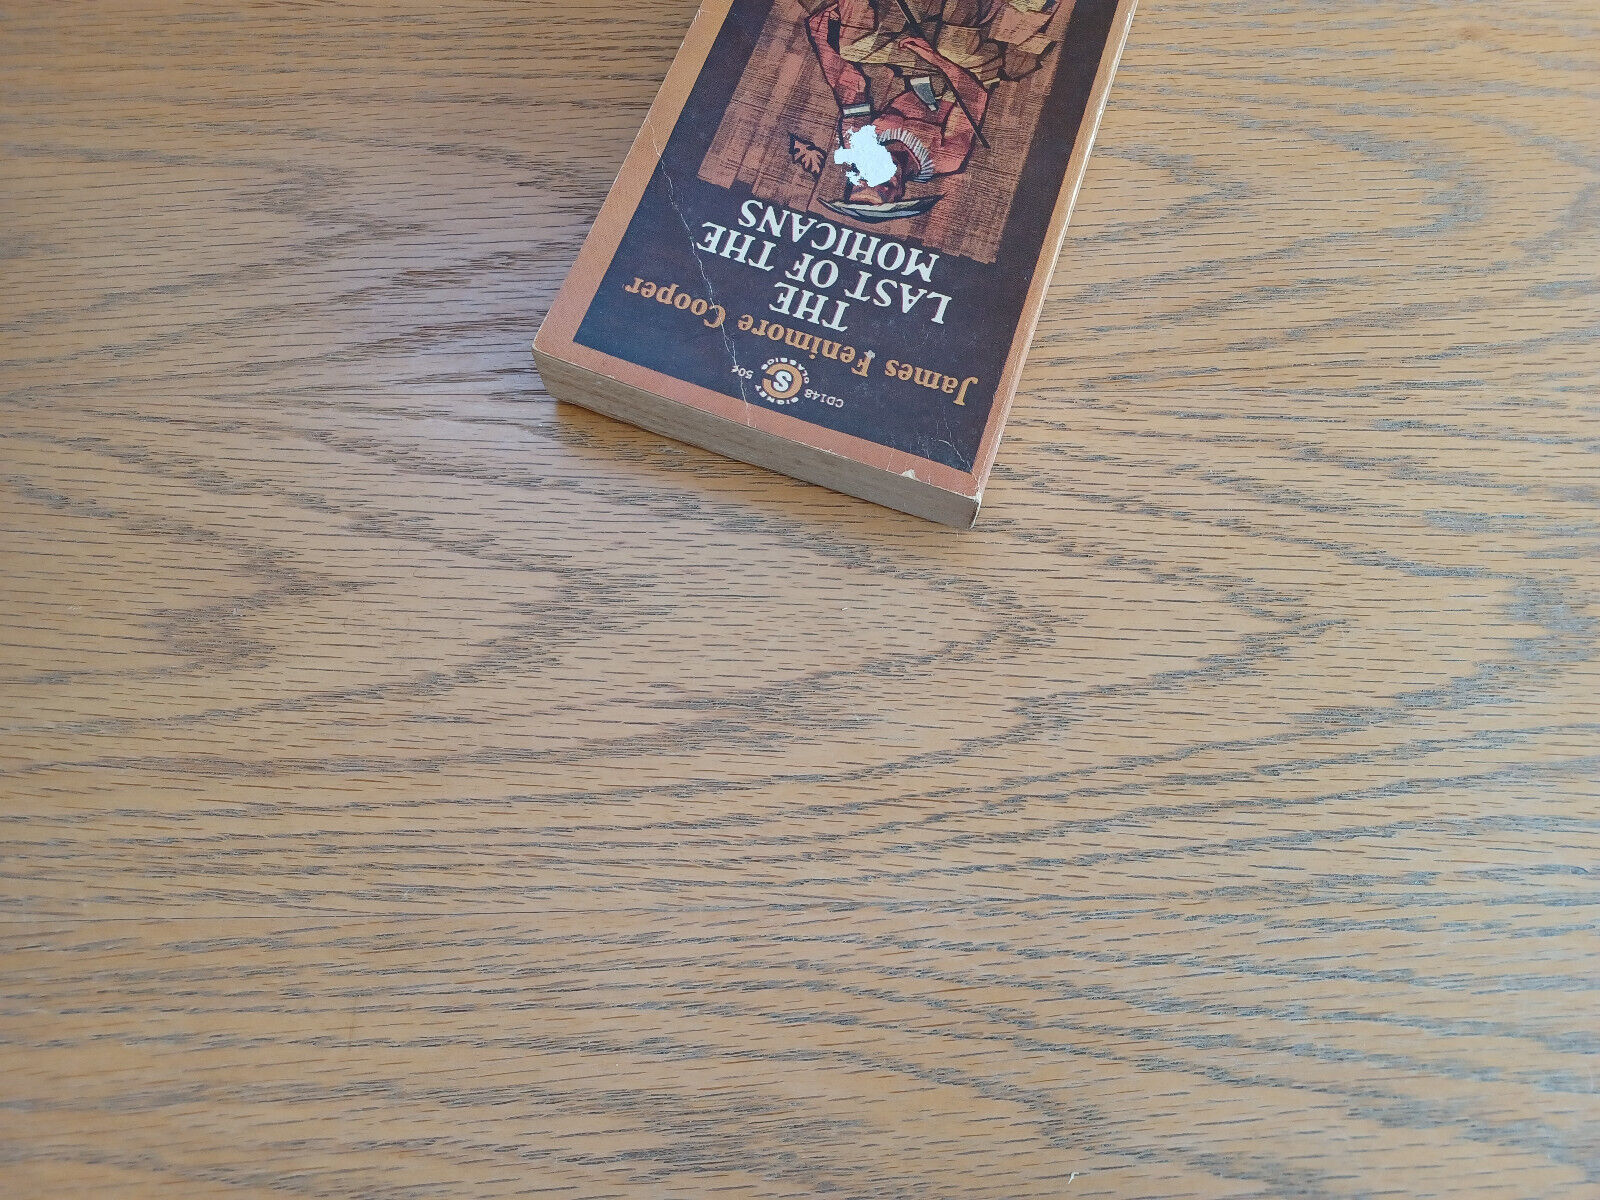 CD148
SIGNET
CLASSICS
S
50¢
James Fenimore Cooper
THE
LAST OF THE
MOHICANS